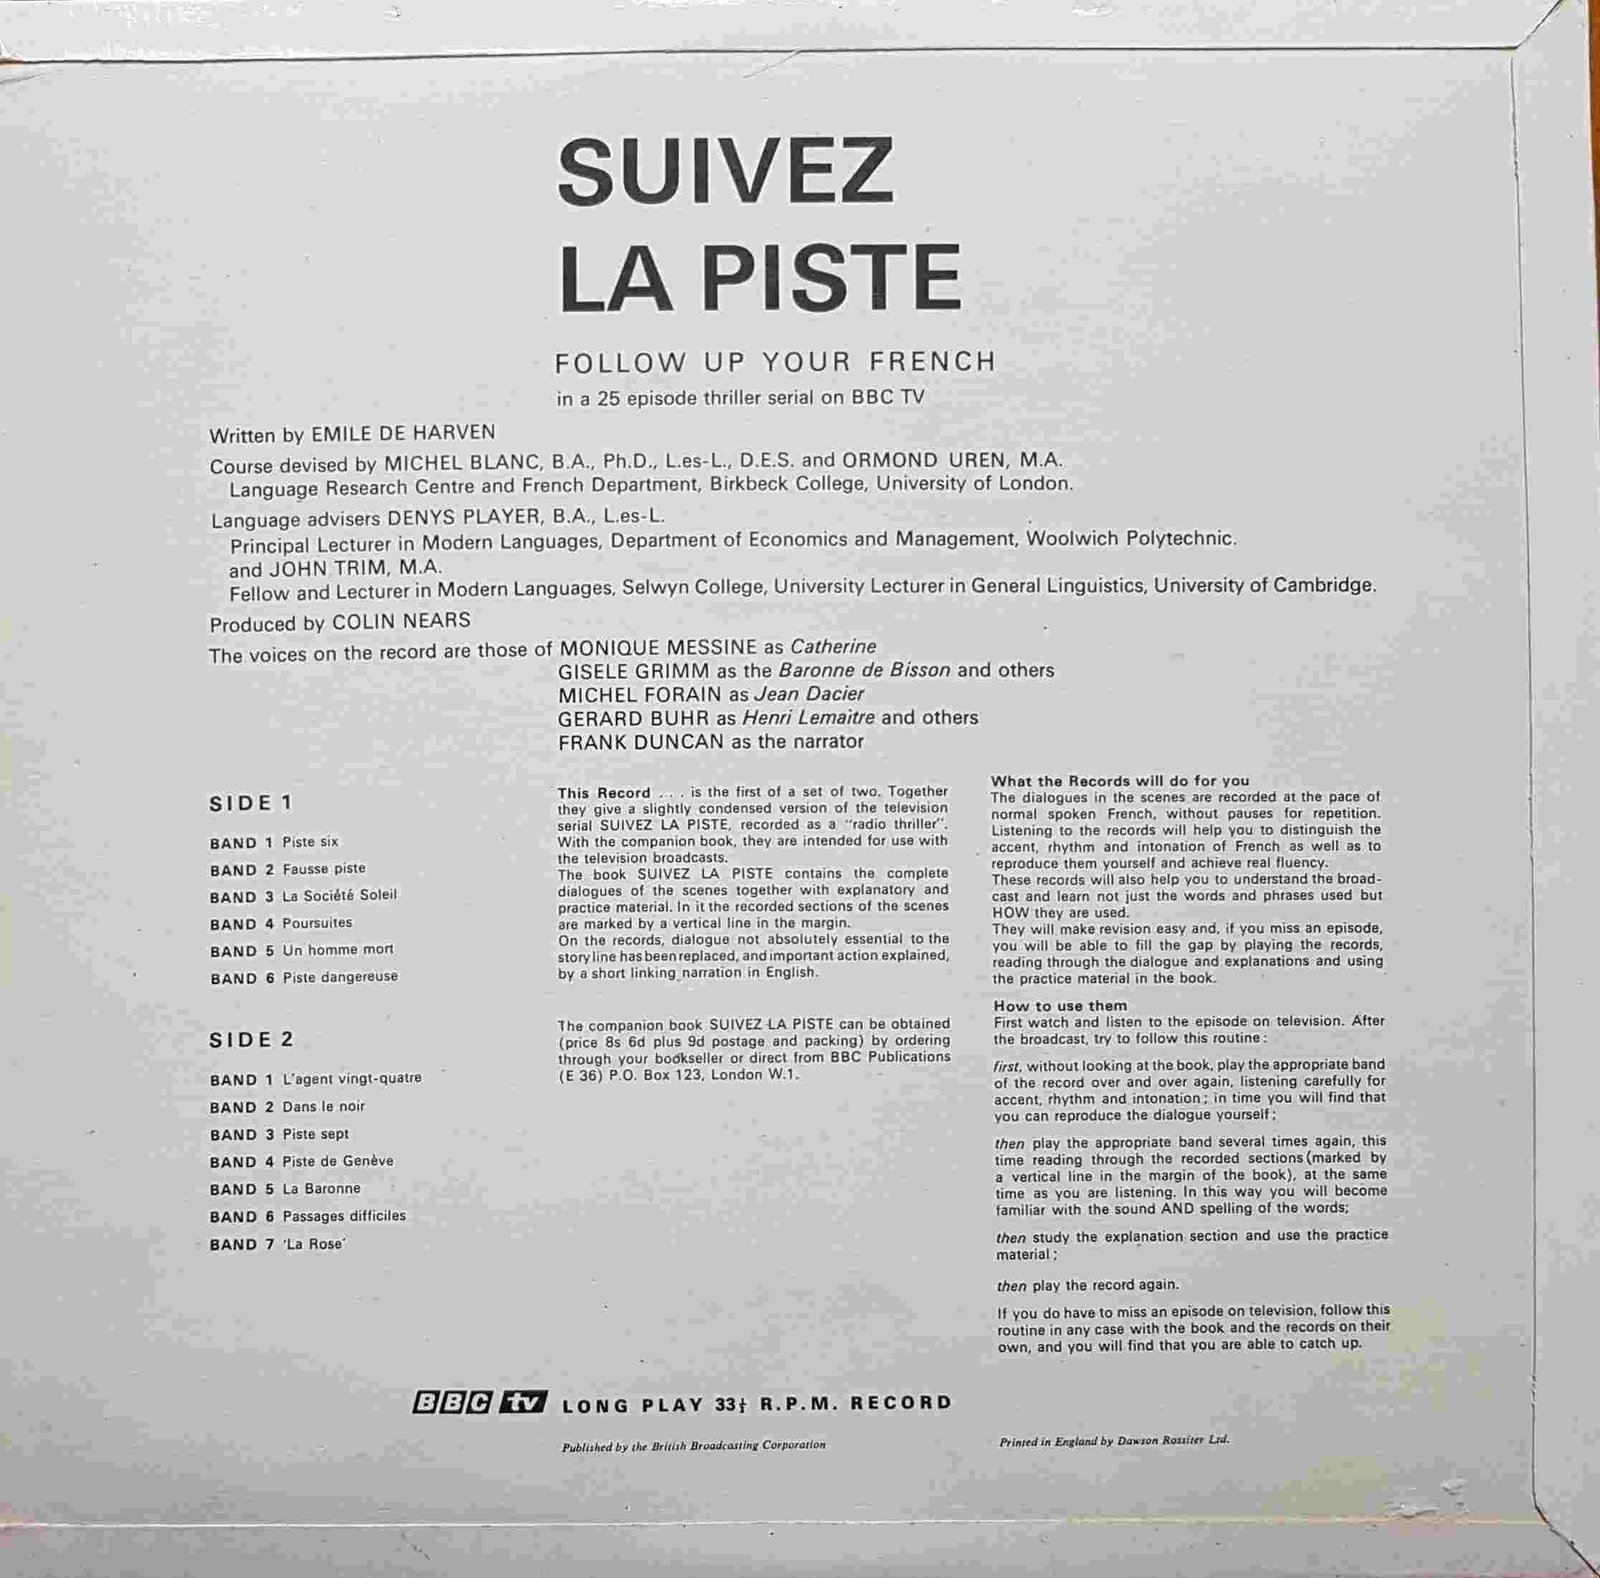 SUIVEZ
LA PISTE
FOLLOW UP YOUR FRENCH
in a 25 episode thriller serial on BBC TV
Written by EMILE DE HARVEN
Course devised by MICHEL BLANC, B.A., Ph.D., L.es-L., D.E.S. and ORMOND UREN, M.A.
Language Research Centre and French Department, Birkbeck College, University of London.
Language advisers DENYS PLAYER, B.A., L.es-L.
Principal Lecturer in Modern Languages, Department of Economics and Management, Woolwich Polytechnic.
and JOHN TRIM, M.A.
Fellow and Lecturer in Modern Languages, Selwyn College, University Lecturer in General Linguistics, University of Cambridge.
Produced by COLIN NEARS
The voices on the record are those of MONIQUE MESSINE as Catherine
GISELE GRIMM as the Baronne de Bisson and others
MICHEL FORAIN as Jean Dacier
GERARD BUHR as Henri Lemaitre and others
FRANK DUNCAN as the narrator
SIDE 1
BAND 1 Piste six
BAND 2 Fausse piste
BAND 3 La Société Soleil
BAND 4 Poursuites
BAND 5 Un homme mort
BAND 6 Piste dangereuse
SIDE 2
BAND 1 L'agent vingt-quatre
BAND 2 Dans le noir
BAND 3 Piste sept
BAND 4 Piste de Genève
BAND 5 La Baronne
BAND 6 Passages difficiles
BAND 7 'La Rose'
This Record . . . is the first of a set of two. Together
they give a slightly condensed version of the television
serial SUIVEZ LA PISTE, recorded as a "radio thriller".
With the companion book, they are intended for use with
the television broadcasts.
The book SUIVEZ LA PISTE contains the complete
dialogues of the scenes together with explanatory and
practice material. In it the recorded sections of the scenes
are marked by a vertical line in the margin.
On the records, dialogue not absolutely essential to the
story line has been replaced, and important action explained,
by a short linking narration in English.
The companion book SUIVEZ LA PISTE can be obtained
(price 8s 6d plus 9d postage and packing) by ordering
through your bookseller or direct from BBC Publications
(E 36) P.O. Box 123, London W.1.
What the Records will do for you
The dialogues in the scenes are recorded at the pace of
normal spoken French, without pauses for repetition.
Listening to the records will help you to distinguish the
accent, rhythm and intonation of French as well as to
reproduce them yourself and achieve real fluency.
These records will also help you to understand the broad-
cast and learn not just the words and phrases used but
HOW they are used.
They will make revision easy and, if you miss an episode,
you will be able to fill the gap by playing the records,
reading through the dialogue and explanations and using
the practice material in the book.
How to use them
First watch and listen to the episode on television. After
the broadcast, try to follow this routine:
first, without looking at the book, play the appropriate band
of the record over and over again, listening carefully for
accent, rhythm and intonation; in time you will find that
you can reproduce the dialogue yourself;
then play the appropriate band several times again, this
time reading through the recorded sections (marked by
a vertical line in the margin of the book), at the same
time as you are listening. In this way you will become
familiar with the sound AND spelling of the words;
then study the explanation section and use the practice
material;
then play the record again.
If you do have to miss an episode on television, follow this
routine in any case with the book and the records on their
own, and you will find that you are able to catch up.
BBC tv LONG PLAY 33⅓ R.P.M. RECORD
Published by the British Broadcasting Corporation
Printed in England by Dawson Rossiter Ltd.